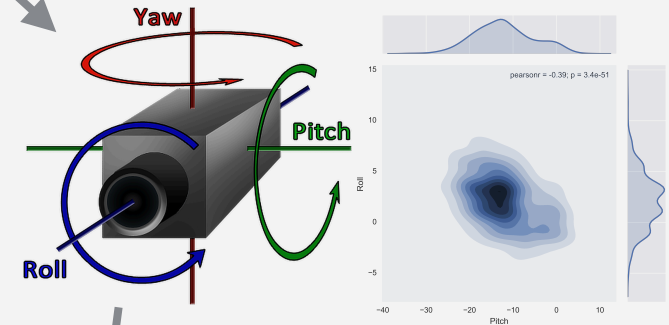 Yaw
Pitch
Roll
pearsonr = -0.39; p = 3.4e-51
15
10
5
0
−5
Roll
−40
−30
−20
−10
0
10
Pitch